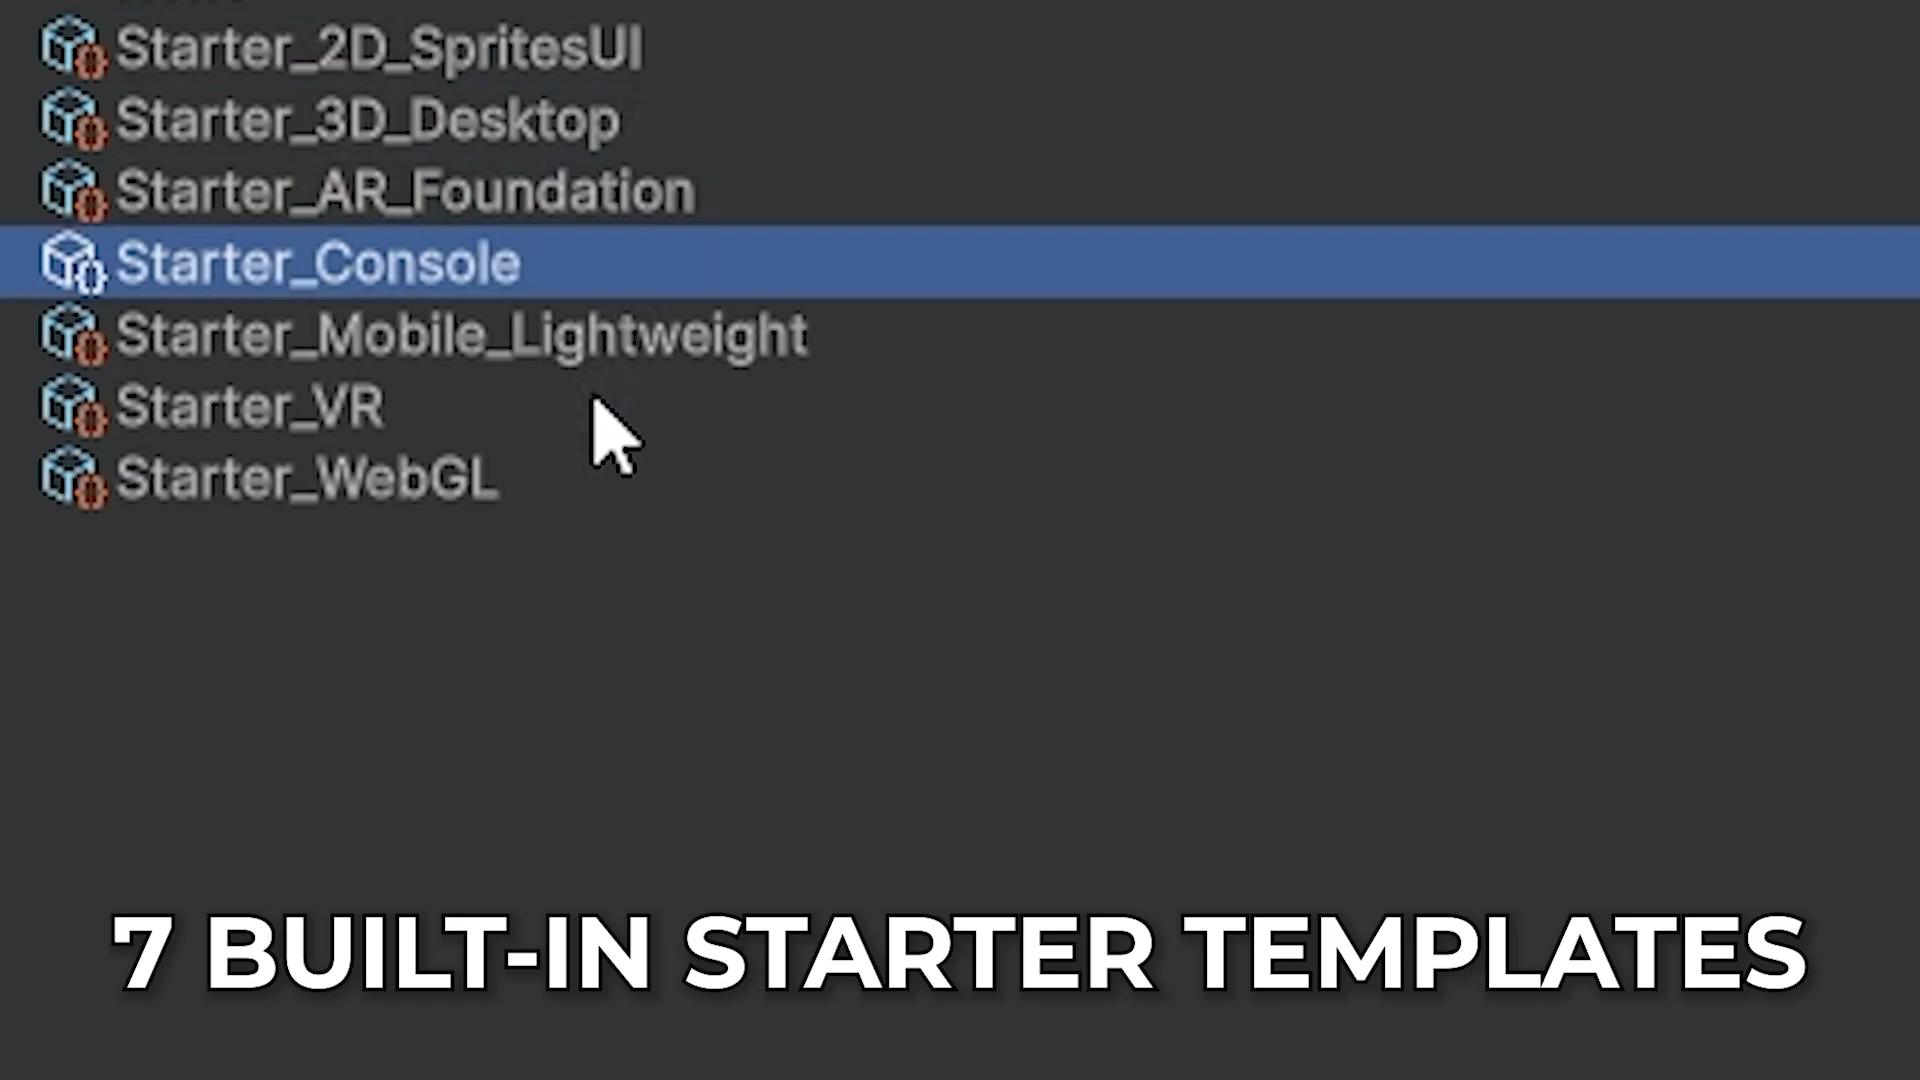 Starter_2D_SpritesUI
Starter_3D_Desktop
Starter_AR_Foundation
Starter_Console
Starter_Mobile_Lightweight
Starter_VR
Starter_WebGL
7 BUILT-IN STARTER TEMPLATES